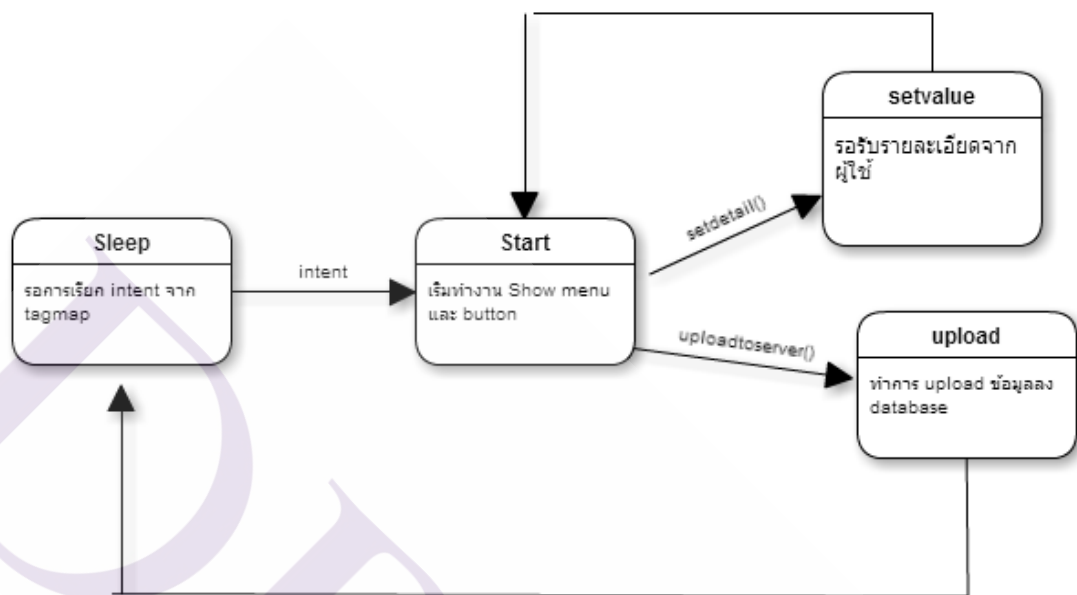 setvalue
รอรับรายละเอียดจาก
ผู้ใช้
Sleep
รอการเรียก intent จาก
tagmap
intent
Start
เริ่มทำงาน Show menu
และ button
setdetail()
uploadtoserver()
upload
ทำการ upload ข้อมูลลง
database